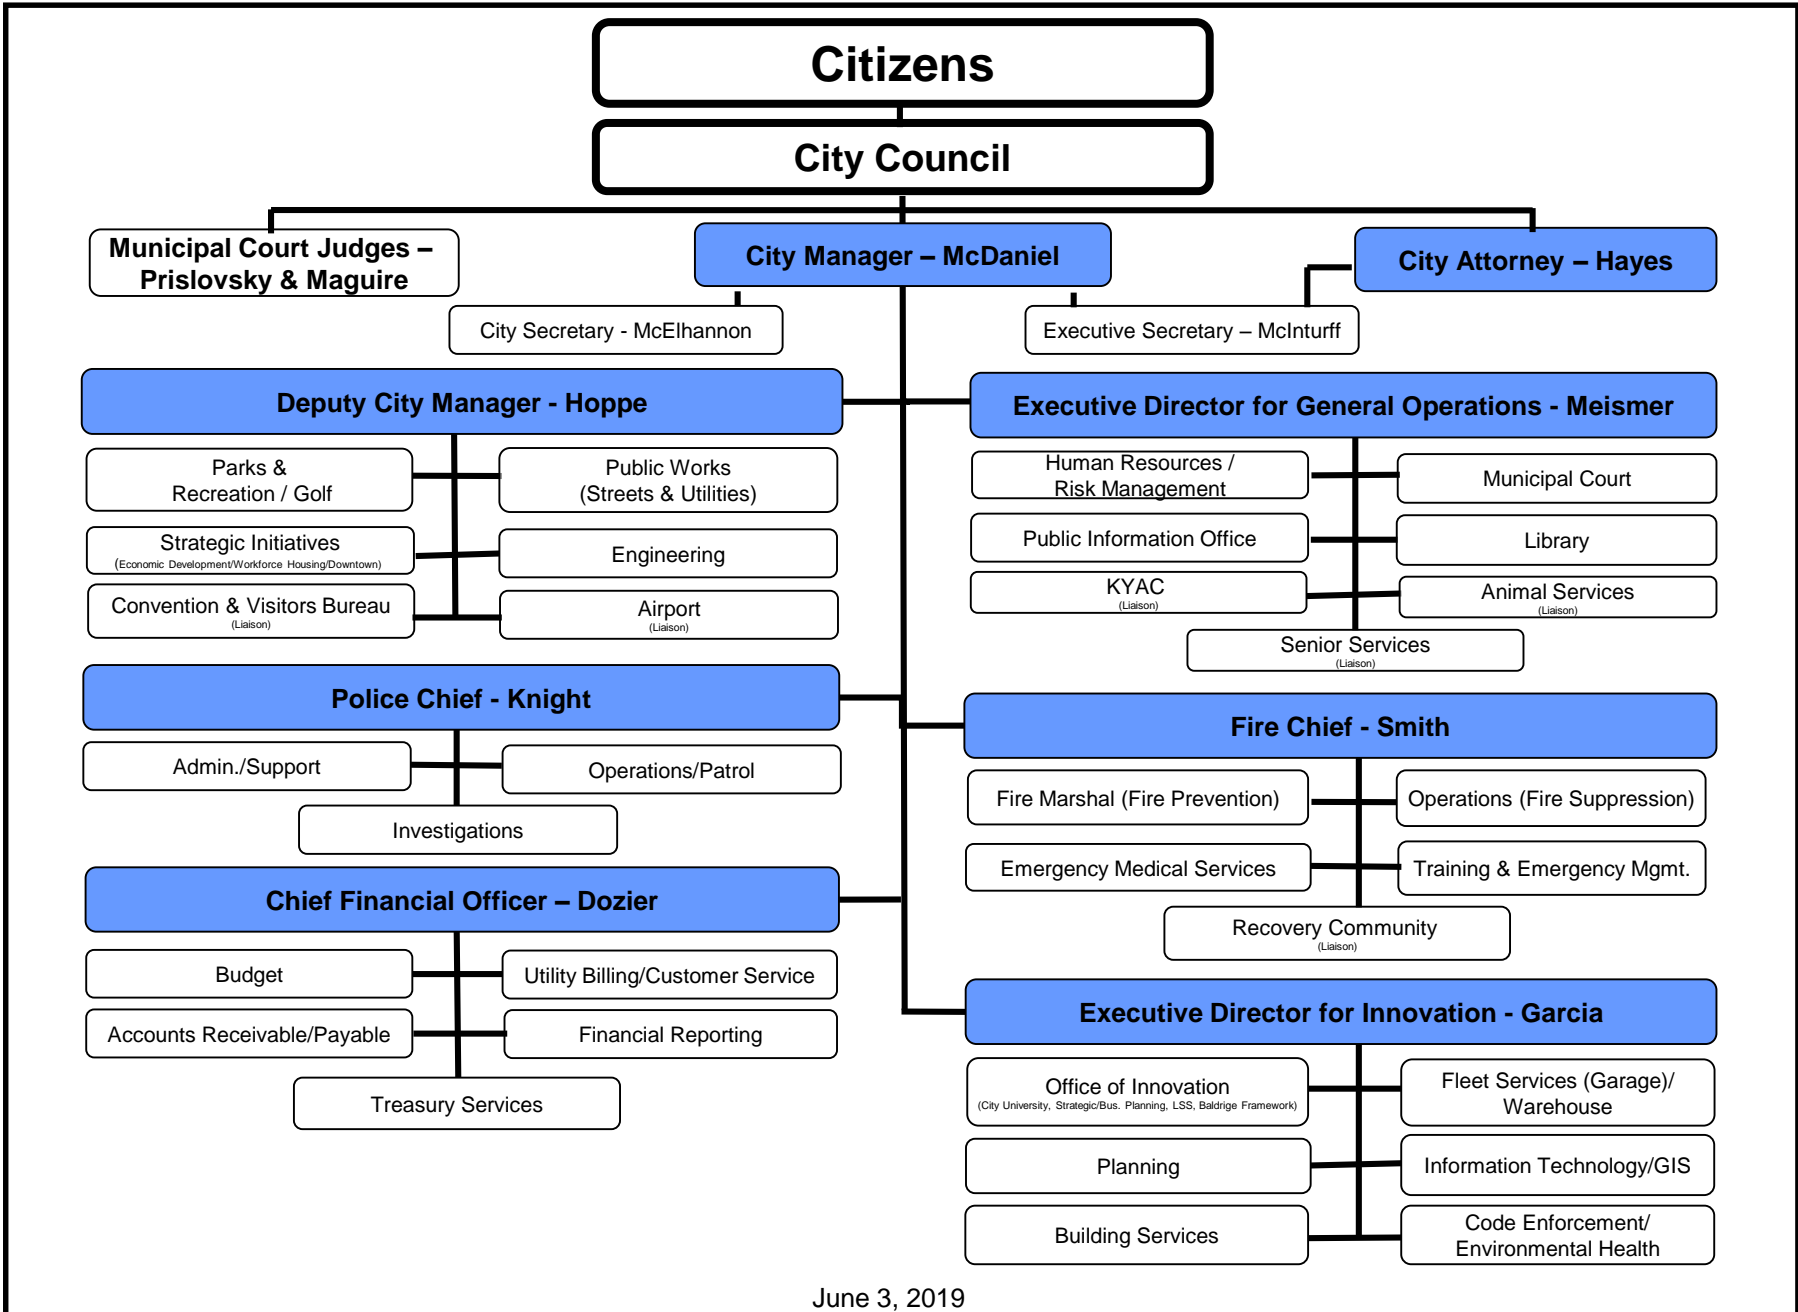 Citizens
City Council
Municipal Court Judges –
Prislovsky & Maguire
City Manager – McDaniel
City Attorney – Hayes
City Secretary - McElhannon
Executive Secretary – McInturff
Deputy City Manager - Hoppe
Parks &
Recreation / Golf
Public Works
(Streets & Utilities)
Strategic Initiatives
(Economic Development/Workforce Housing/Downtown)
Engineering
Convention & Visitors Bureau
(Liaison)
Airport
(Liaison)
Executive Director for General Operations - Meismer
Human Resources /
Risk Management
Municipal Court
Public Information Office
Library
KYAC
(Liaison)
Animal Services
(Liaison)
Senior Services
(Liaison)
Police Chief - Knight
Admin./Support
Operations/Patrol
Investigations
Fire Chief - Smith
Fire Marshal (Fire Prevention)
Operations (Fire Suppression)
Emergency Medical Services
Training & Emergency Mgmt.
Recovery Community
(Liaison)
Chief Financial Officer – Dozier
Budget
Utility Billing/Customer Service
Accounts Receivable/Payable
Financial Reporting
Treasury Services
Executive Director for Innovation - Garcia
Office of Innovation
(City University, Strategic/Bus. Planning, LSS, Baldrige Framework)
Fleet Services (Garage)/
Warehouse
Planning
Information Technology/GIS
Building Services
Code Enforcement/
Environmental Health
June 3, 2019